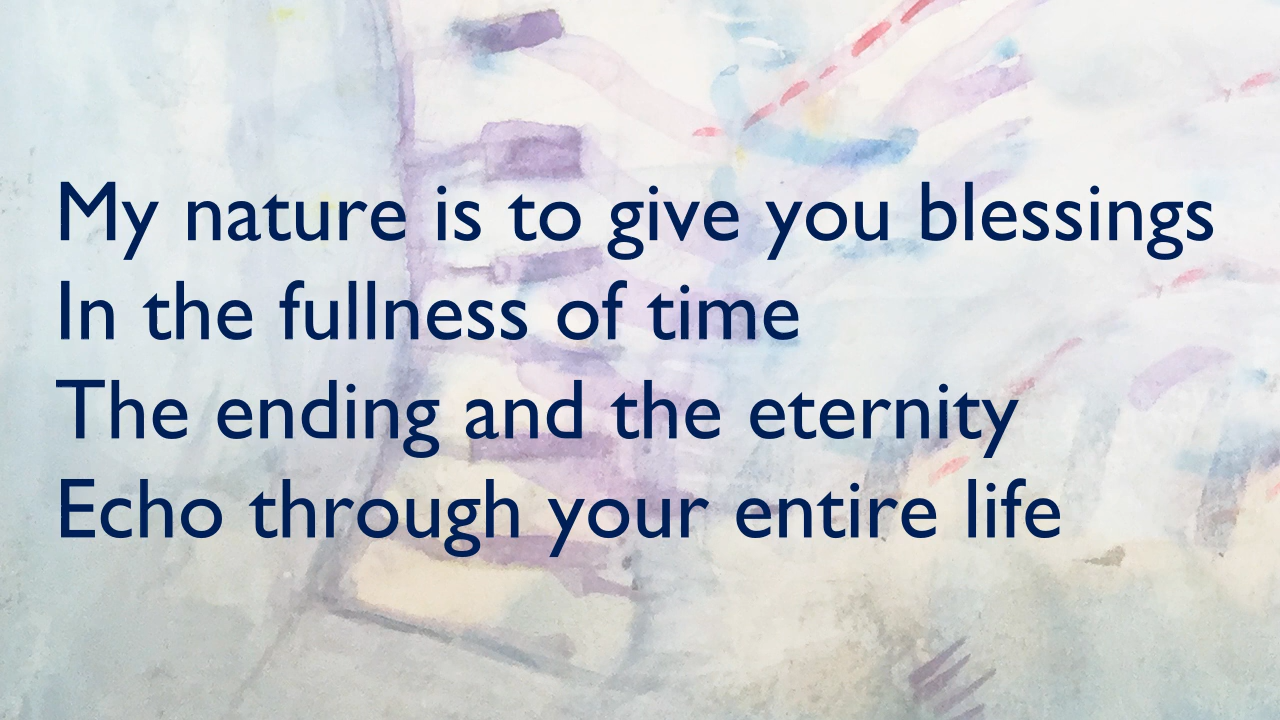 My nature is to give you blessings
In the fullness of time
The ending and the eternity
Echo through your entire life